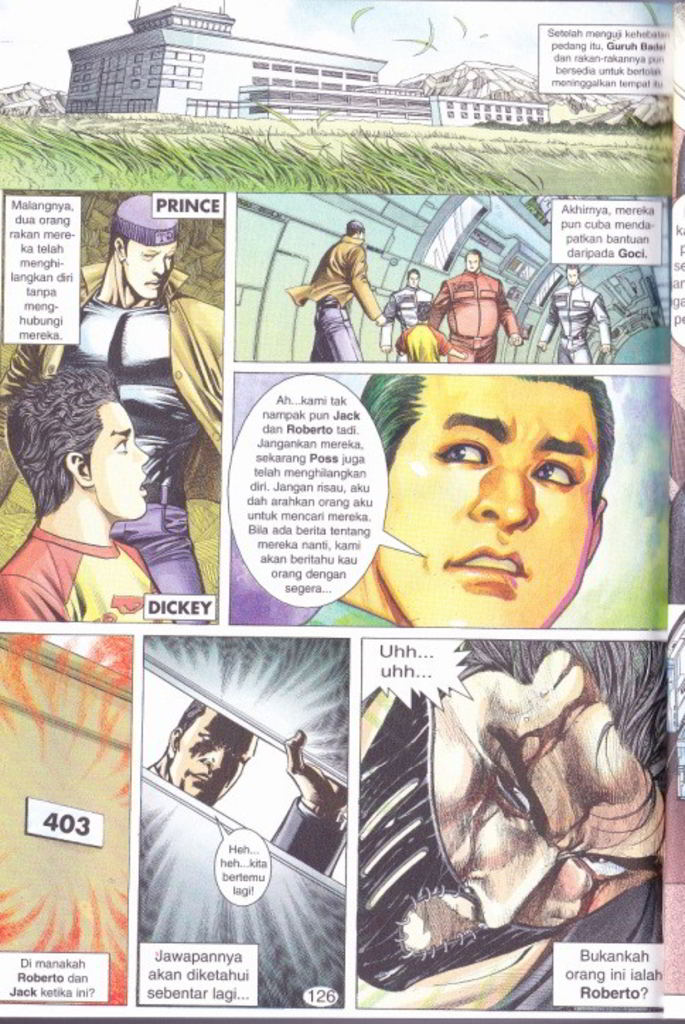 Setelah menguji kehebatan
pedang itu, Guruh Badai
dan rakan-rakannya pun
bersedia untuk bertolak
meninggalkan tempat itu.
Malangnya,
dua orang
rakan mere-
ka telah
menghi-
langkan diri
tanpa
meng-
hubungi
mereka.
PRINCE
DICKEY
Akhirnya, mereka
pun cuba menda-
patkan bantuan
daripada Goci.
Ah...kami tak
nampak pun Jack
dan Roberto tadi.
Jangankan mereka,
sekarang Poss juga
telah menghilangkan
diri. Jangan risau, aku
dah arahkan orang aku
untuk mencari mereka.
Bila ada berita tentang
mereka nanti, kami
akan beritahu kau
orang dengan
segera...
403
Di manakah
Roberto dan
Jack ketika ini?
Heh...
heh...kita
bertemu
lagi!
Jawapannya
akan diketahui
sebentar lagi...
126
Uhh...
uhh...
Bukankah
orang ini ialah
Roberto?